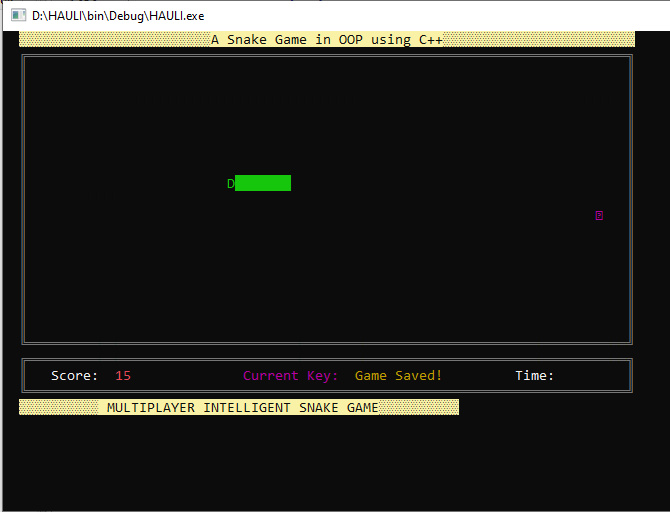 D:\HAULI\bin\Debug\HAULI.exe
A Snake Game in OOP using C++
D
Score: 15 Current Key: Game Saved! Time:
MULTIPLAYER INTELLIGENT SNAKE GAME